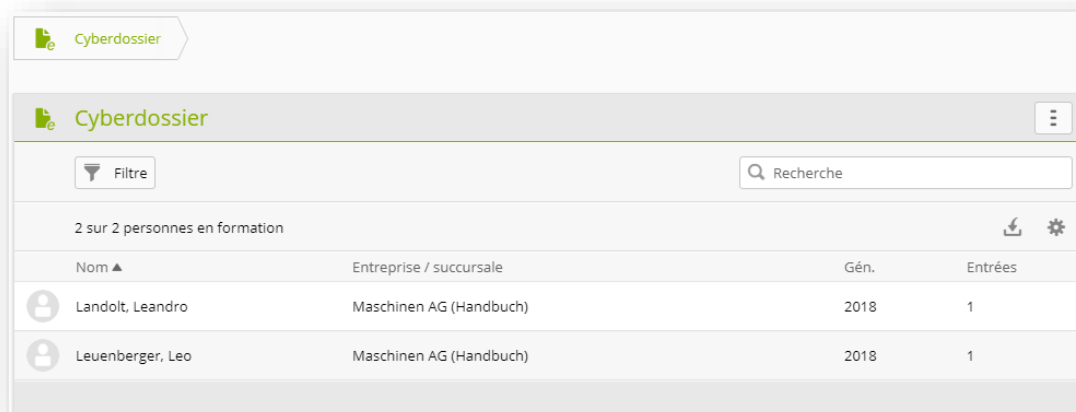 Cyberdossier
Cyberdossier
Filtre
Recherche
2 sur 2 personnes en formation
Nom ▲ Entreprise / succursale Gén. Entrées
Landolt, Leandro Maschinen AG (Handbuch) 2018 1
Leuenberger, Leo Maschinen AG (Handbuch) 2018 1